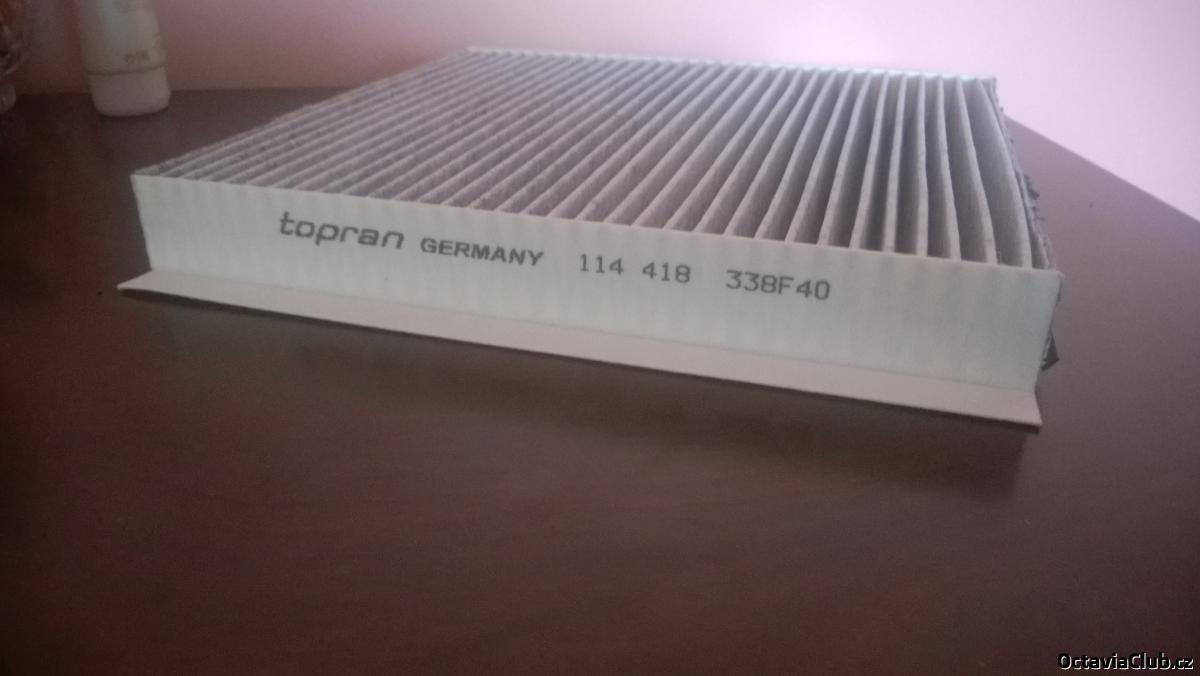 topran GERMANY 114 418 338F40
OctaviaClub.cz